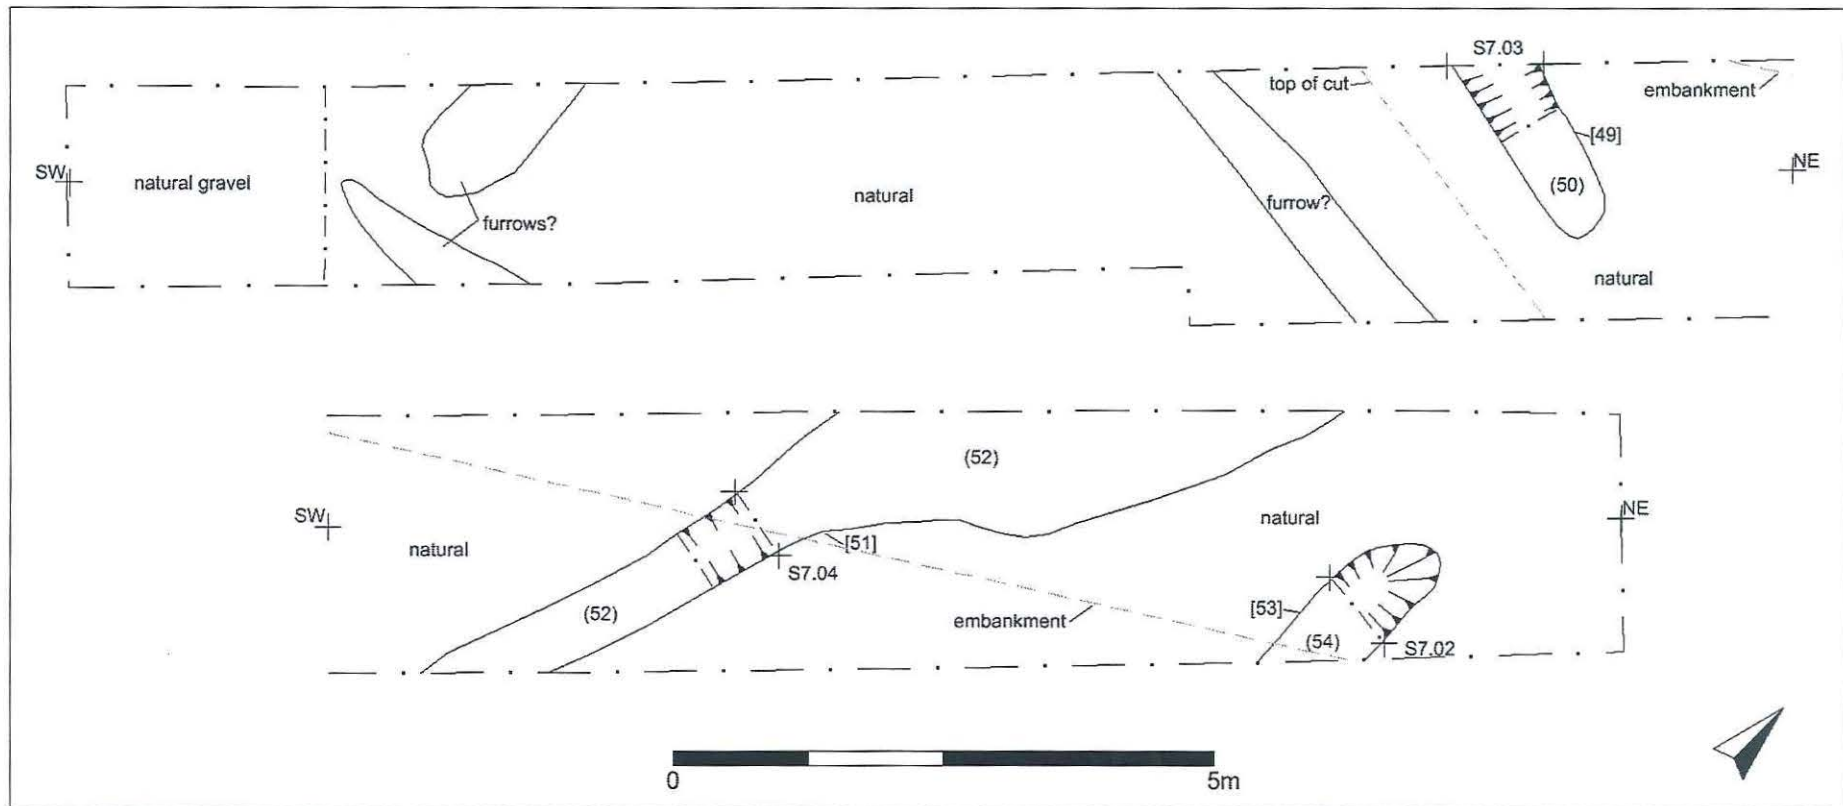 S7.03
top of cut
embankment
[49]
SW
NE
natural gravel
(50)
natural
furrow?
furrows?
natural
(52)
SW
NE
natural
natural
[51]
S7.04
[53]
(52)
embankment
(54)
S7.02
0
5m